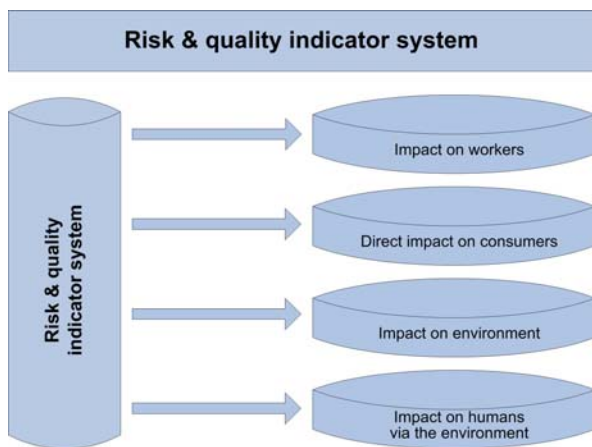 Risk & quality indicator system
Risk & quality
indicator system
Impact on workers
Direct impact on consumers
Impact on environment
Impact on humans
via the environment